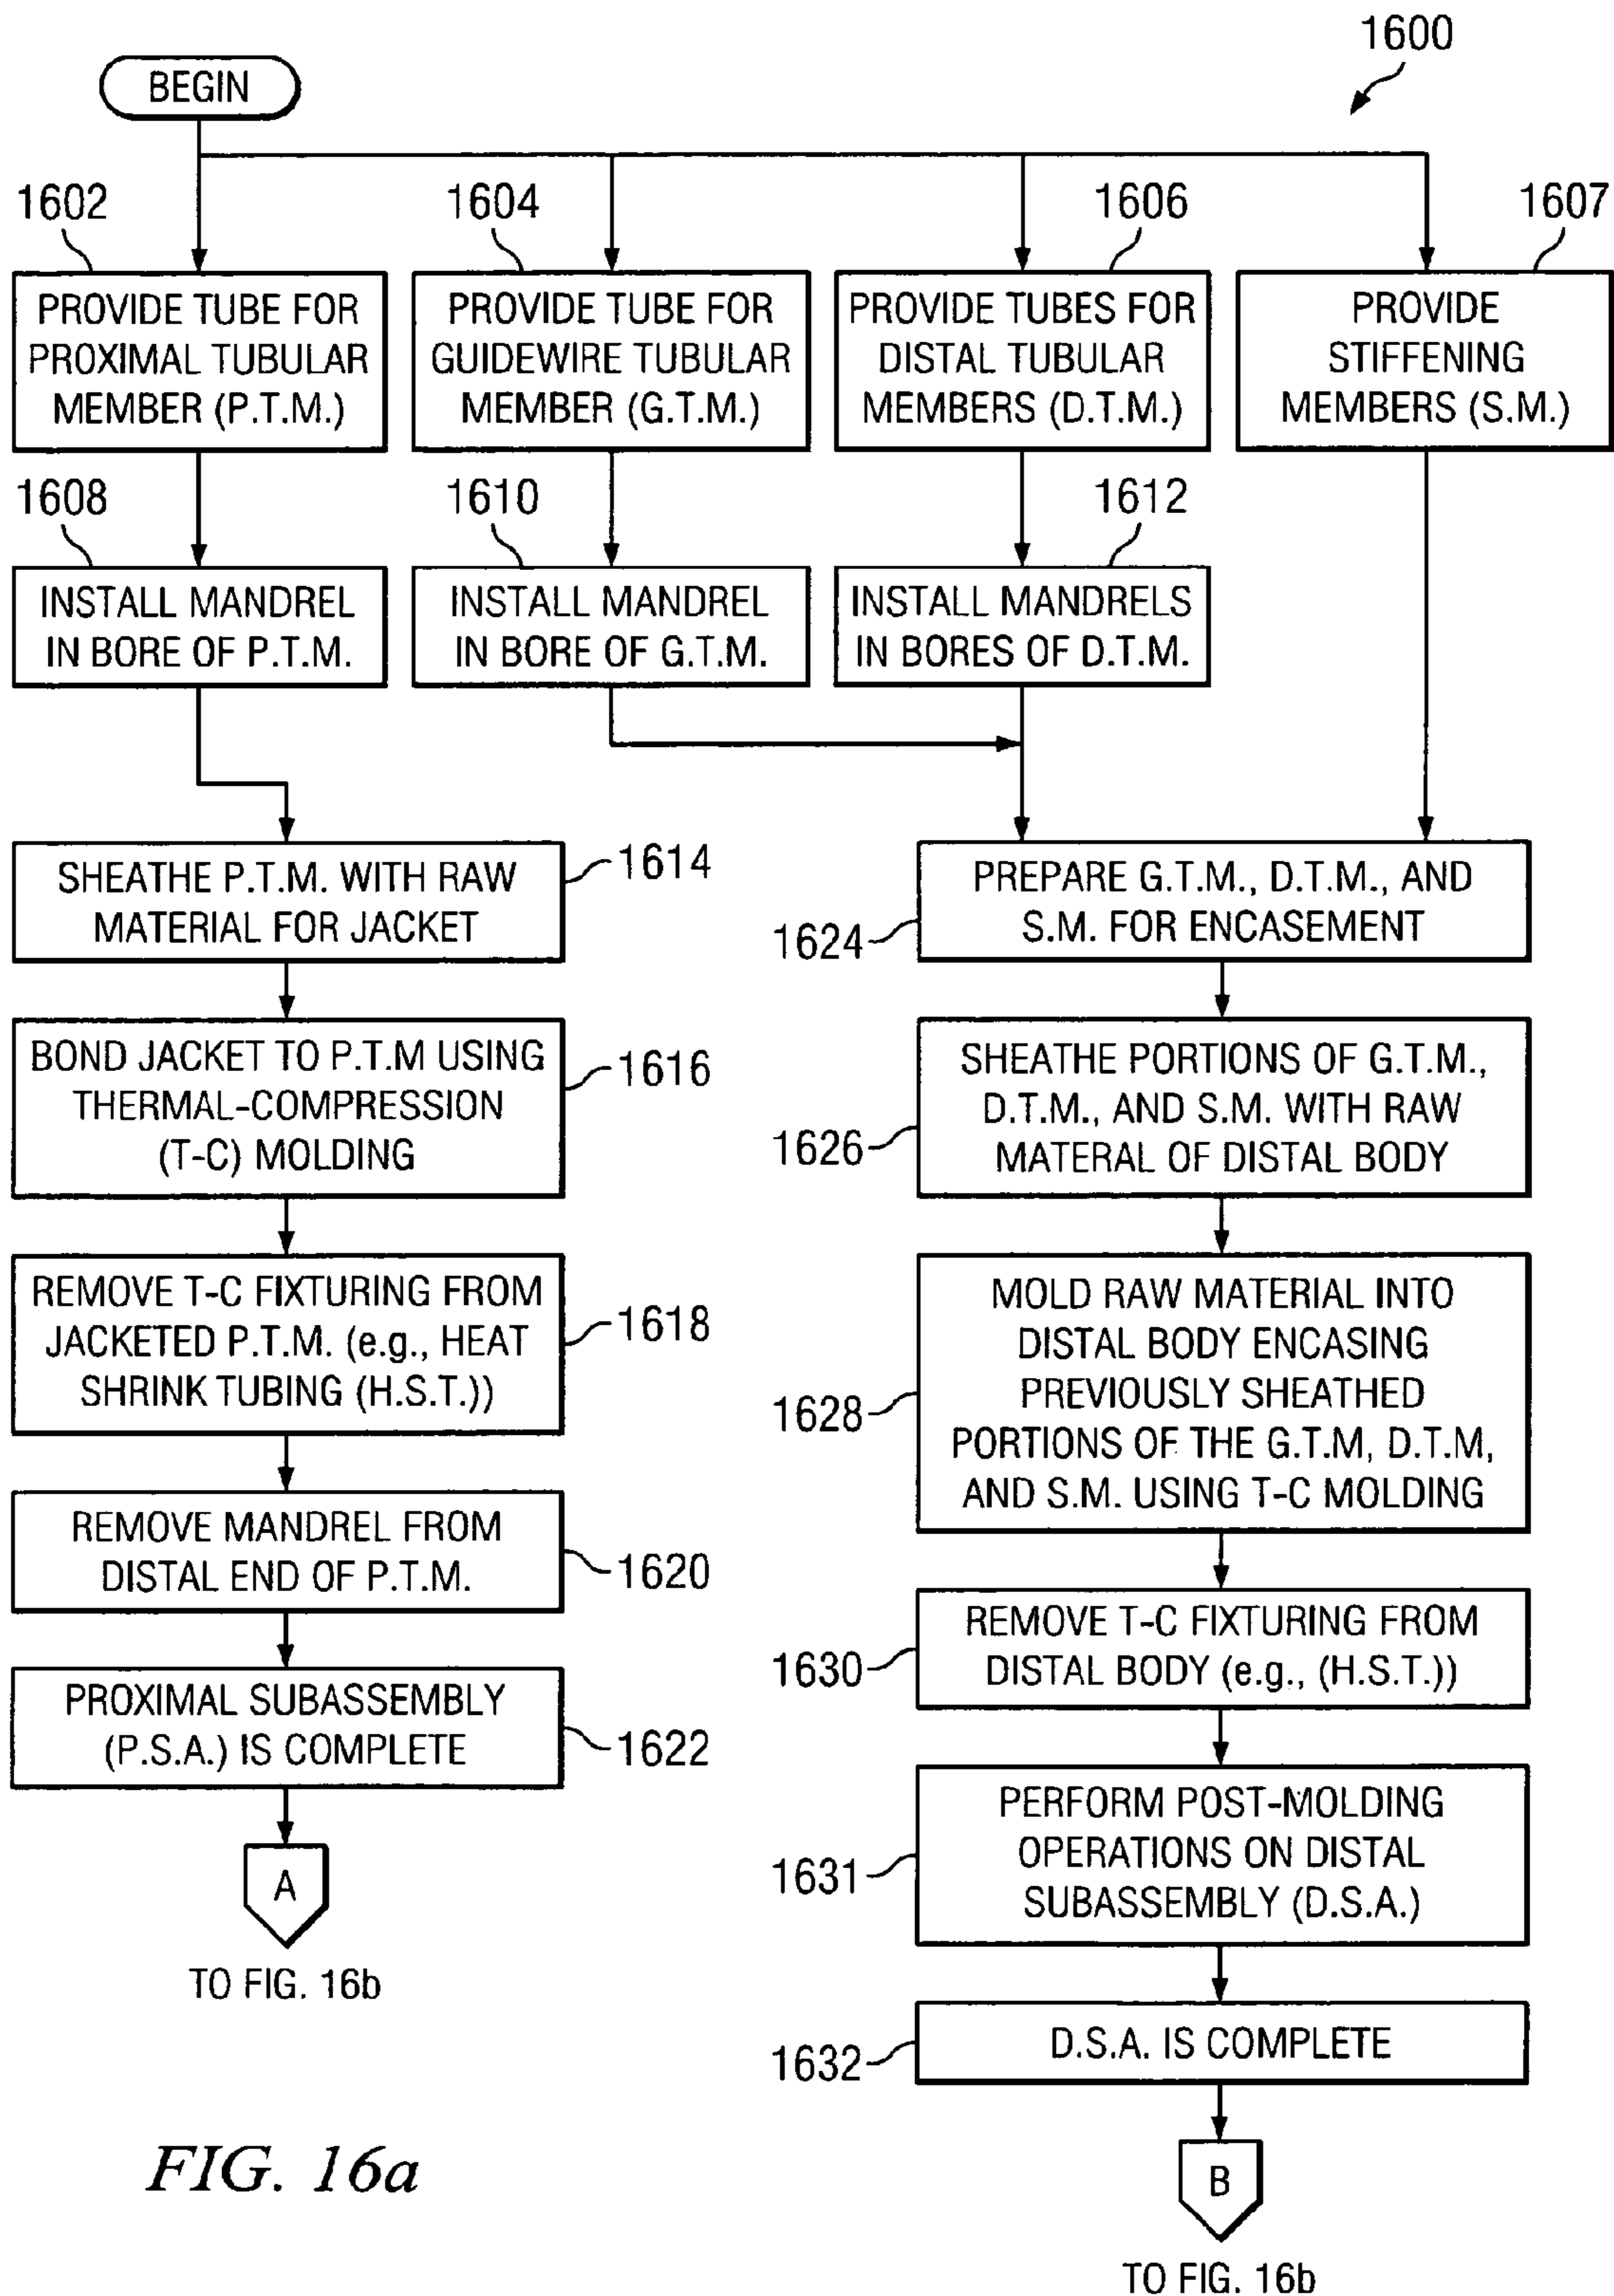 1600
BEGIN
1602
1604
1606
1607
PROVIDE TUBE FOR
PROXIMAL TUBULAR
MEMBER (P.T.M.)
PROVIDE TUBE FOR
GUIDEWIRE TUBULAR
MEMBER (G.T.M.)
PROVIDE TUBES FOR
DISTAL TUBULAR
MEMBERS (D.T.M.)
PROVIDE
STIFFENING
MEMBERS (S.M.)
1608
1610
1612
INSTALL MANDREL
IN BORE OF P.T.M.
INSTALL MANDREL
IN BORE OF G.T.M.
INSTALL MANDRELS
IN BORES OF D.T.M.
SHEATHE P.T.M. WITH RAW
MATERIAL FOR JACKET
1614
BOND JACKET TO P.T.M USING
THERMAL-COMPRESSION
(T-C) MOLDING
1616
REMOVE T-C FIXTURING FROM
JACKETED P.T.M. (e.g., HEAT
SHRINK TUBING (H.S.T.))
1618
REMOVE MANDREL FROM
DISTAL END OF P.T.M.
1620
PROXIMAL SUBASSEMBLY
(P.S.A.) IS COMPLETE
1622
A
TO FIG. 16b
PREPARE G.T.M., D.T.M., AND
S.M. FOR ENCASEMENT
1624
SHEATHE PORTIONS OF G.T.M.,
D.T.M., AND S.M. WITH RAW
MATERAL OF DISTAL BODY
1626
MOLD RAW MATERIAL INTO
DISTAL BODY ENCASING
PREVIOUSLY SHEATHED
PORTIONS OF THE G.T.M, D.T.M,
AND S.M. USING T-C MOLDING
1628
REMOVE T-C FIXTURING FROM
DISTAL BODY (e.g., (H.S.T.))
1630
PERFORM POST-MOLDING
OPERATIONS ON DISTAL
SUBASSEMBLY (D.S.A.)
1631
D.S.A. IS COMPLETE
1632
B
TO FIG. 16b
FIG. 16a